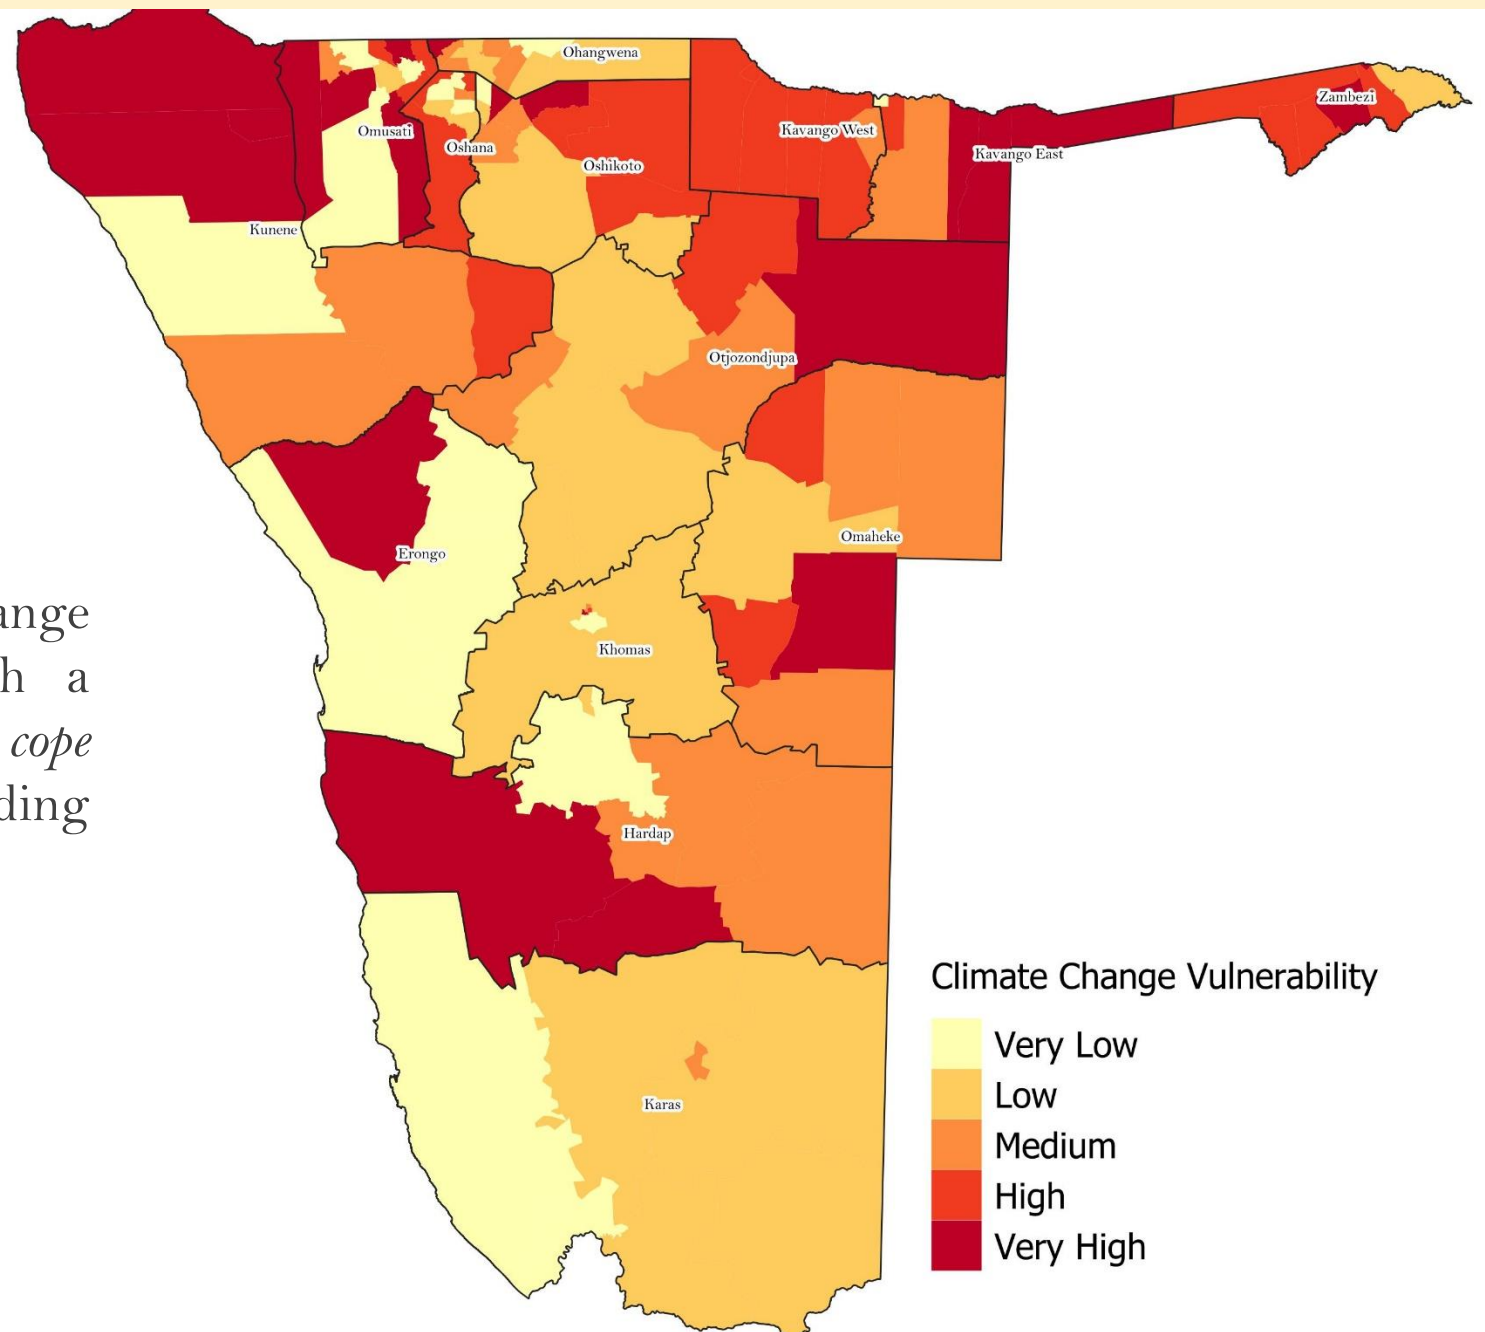 Ohangwena
Zambezi
Kavango West
Omusati
Oshana
Kavango East
Oshikoto
Kunene
Otjozondjupa
Omaheke
Erongo
ange
h a
cope
ding
Khomas
Hardap
Karas
Climate Change Vulnerability
Very Low
Low
Medium
High
Very High